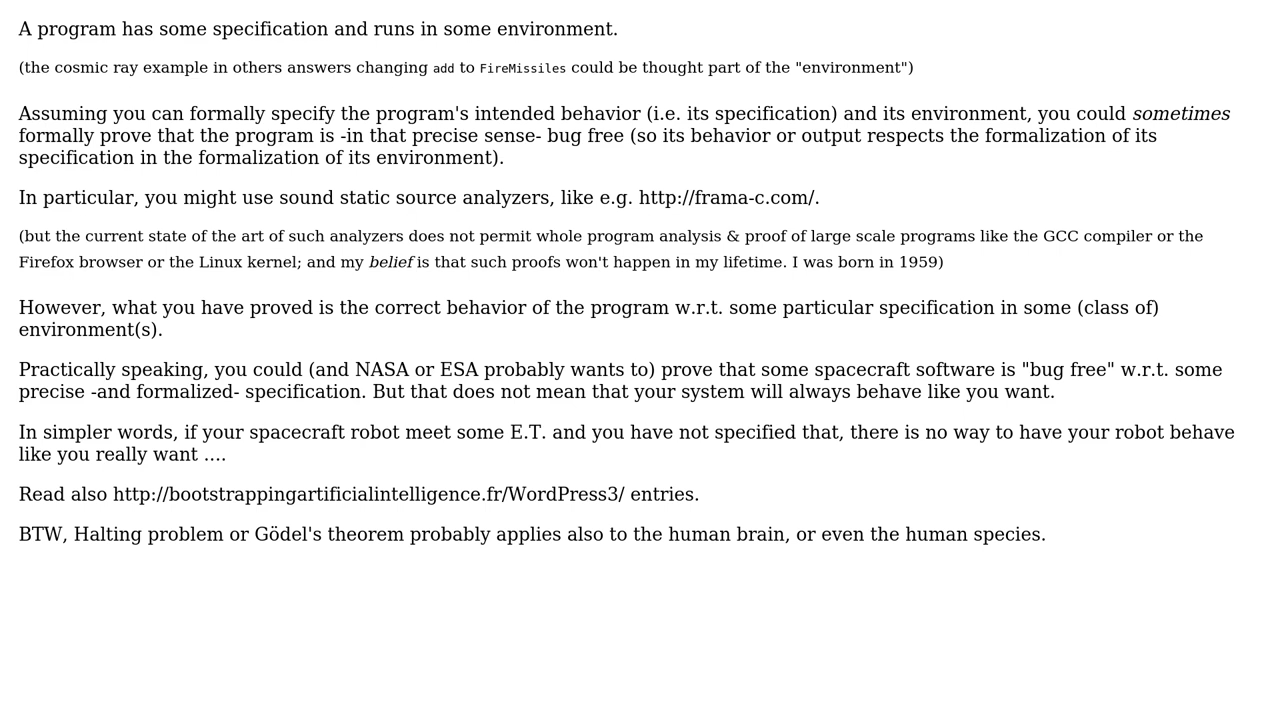 A program has some specification and runs in some environment.
(the cosmic ray example in others answers changing add to FireMissiles could be thought part of the "environment")
Assuming you can formally specify the program's intended behavior (i.e. its specification) and its environment, you could sometimes
formally prove that the program is -in that precise sense- bug free (so its behavior or output respects the formalization of its
specification in the formalization of its environment).
In particular, you might use sound static source analyzers, like e.g. http://frama-c.com/.
(but the current state of the art of such analyzers does not permit whole program analysis & proof of large scale programs like the GCC compiler or the
Firefox browser or the Linux kernel; and my belief is that such proofs won't happen in my lifetime. I was born in 1959)
However, what you have proved is the correct behavior of the program w.r.t. some particular specification in some (class of)
environment(s).
Practically speaking, you could (and NASA or ESA probably wants to) prove that some spacecraft software is "bug free" w.r.t. some
precise -and formalized- specification. But that does not mean that your system will always behave like you want.
In simpler words, if your spacecraft robot meet some E.T. and you have not specified that, there is no way to have your robot behave
like you really want ....
Read also http://bootstrappingartificialintelligence.fr/WordPress3/ entries.
BTW, Halting problem or Gödel's theorem probably applies also to the human brain, or even the human species.